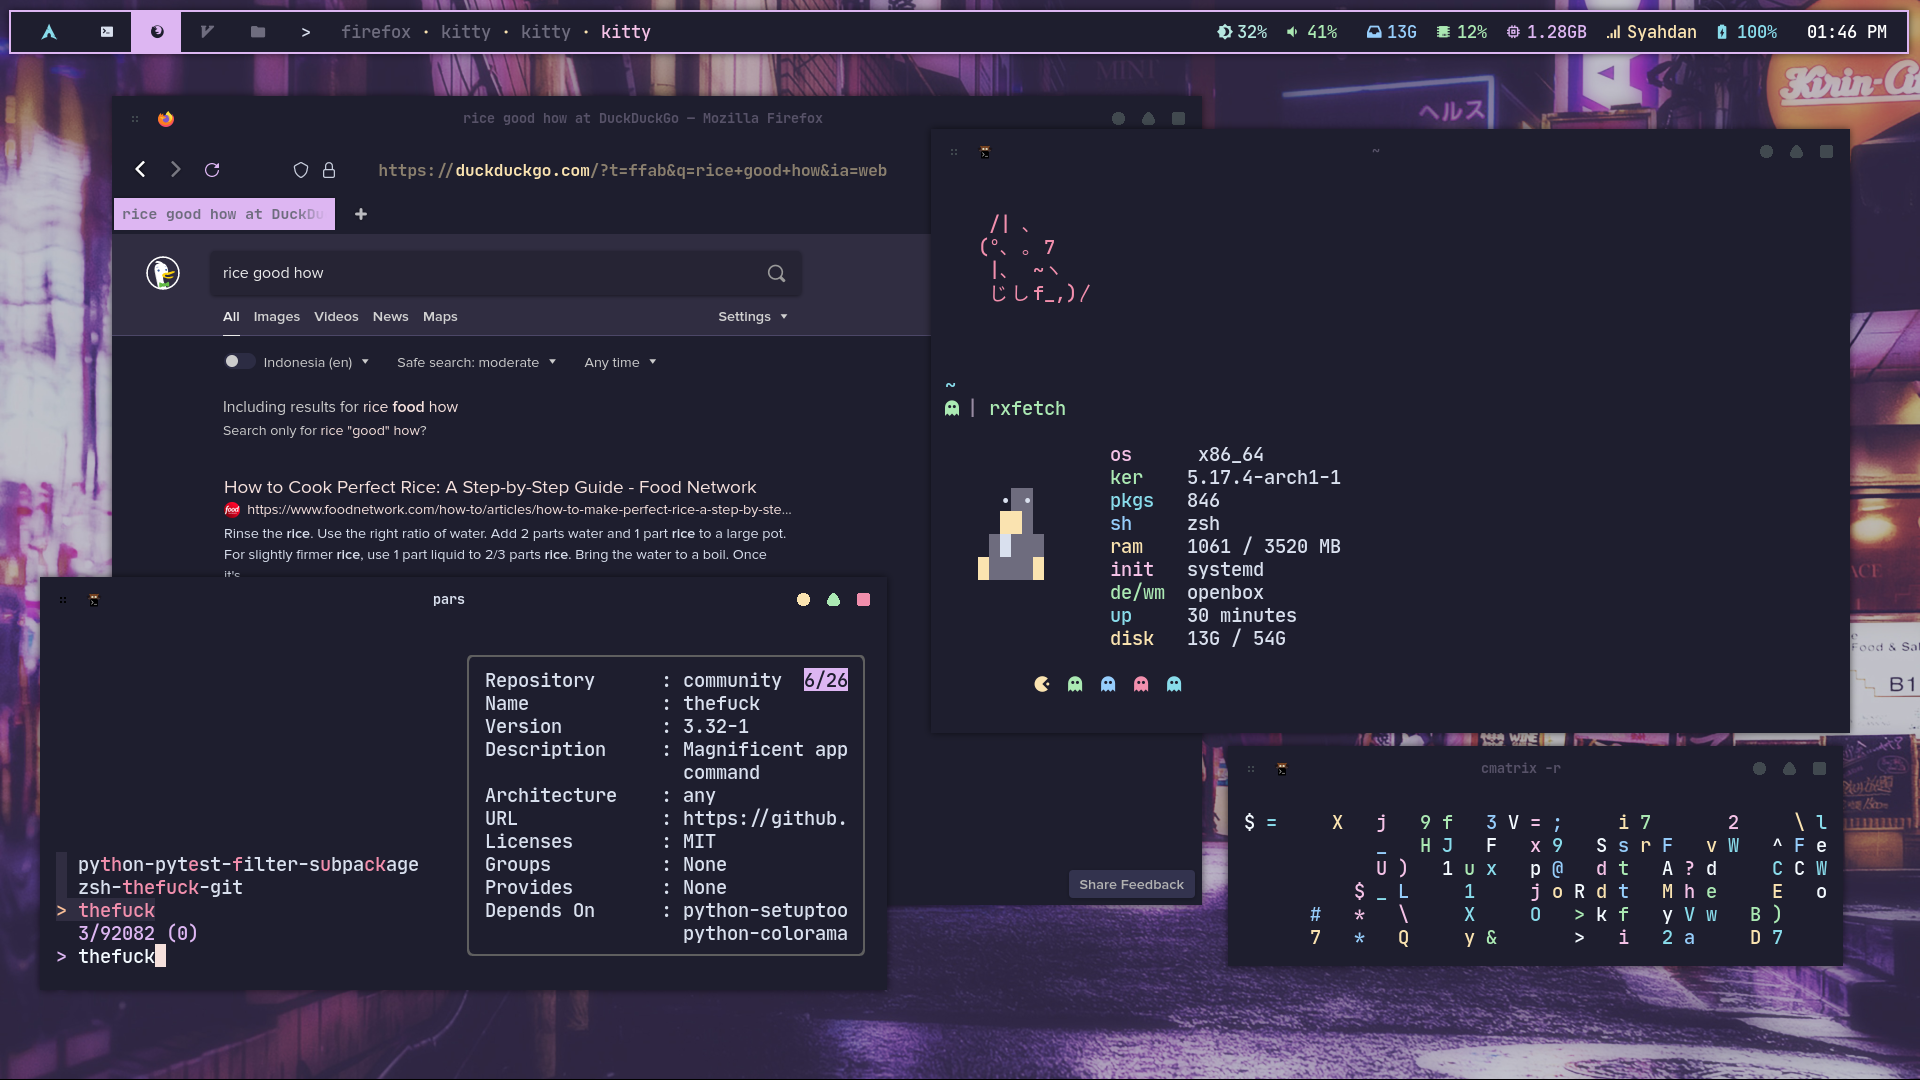 > firefox · kitty · kitty · kitty
32% 41% 13G 12% 1.28GB Syahdan 100% 01:46 PM
MINI
ヘルス
Kirin-Ci
rice good how at DuckDuckGo — Mozilla Firefox
https://duckduckgo.com/?t=ffab&q=rice+good+how&ia=web
rice good how at DuckDu
+
rice good how
All Images Videos News Maps Settings
Indonesia (en) Safe search: moderate Any time
Including results for rice food how
Search only for rice "good" how?
How to Cook Perfect Rice: A Step-by-Step Guide - Food Network
food https://www.foodnetwork.com/how-to/articles/how-to-make-perfect-rice-a-step-by-ste...
Rinse the rice. Use the right ratio of water. Add 2 parts water and 1 part rice to a large pot.
For slightly firmer rice, use 1 part liquid to 2/3 parts rice. Bring the water to a boil. Once
it's
Share Feedback
~
/| 、
(°、 。7
|、 ~ヽ
じしf_,)/
~
| rxfetch
os x86_64
ker 5.17.4-arch1-1
pkgs 846
sh zsh
ram 1061 / 3520 MB
init systemd
de/wm openbox
up 30 minutes
disk 13G / 54G
Food & Sal
B1
pars
Repository : community 6/26
Name : thefuck
Version : 3.32-1
Description : Magnificent app
command
Architecture : any
URL : https://github.
Licenses : MIT
Groups : None
Provides : None
Depends On : python-setuptoo
python-colorama
python-pytest-filter-subpackage
zsh-thefuck-git
> thefuck
3/92082 (0)
> thefuck
cmatrix -r
$ = X j 9 f 3 V = ; i 7 2 \ l
_ H J F x 9 S s r F v W ^ F e
U ) 1 u x p @ d t A ? d C C W
$ _ L 1 j o R d t M h e E o
# * \ X O > k f y V w B )
7 * Q y & > i 2 a D 7